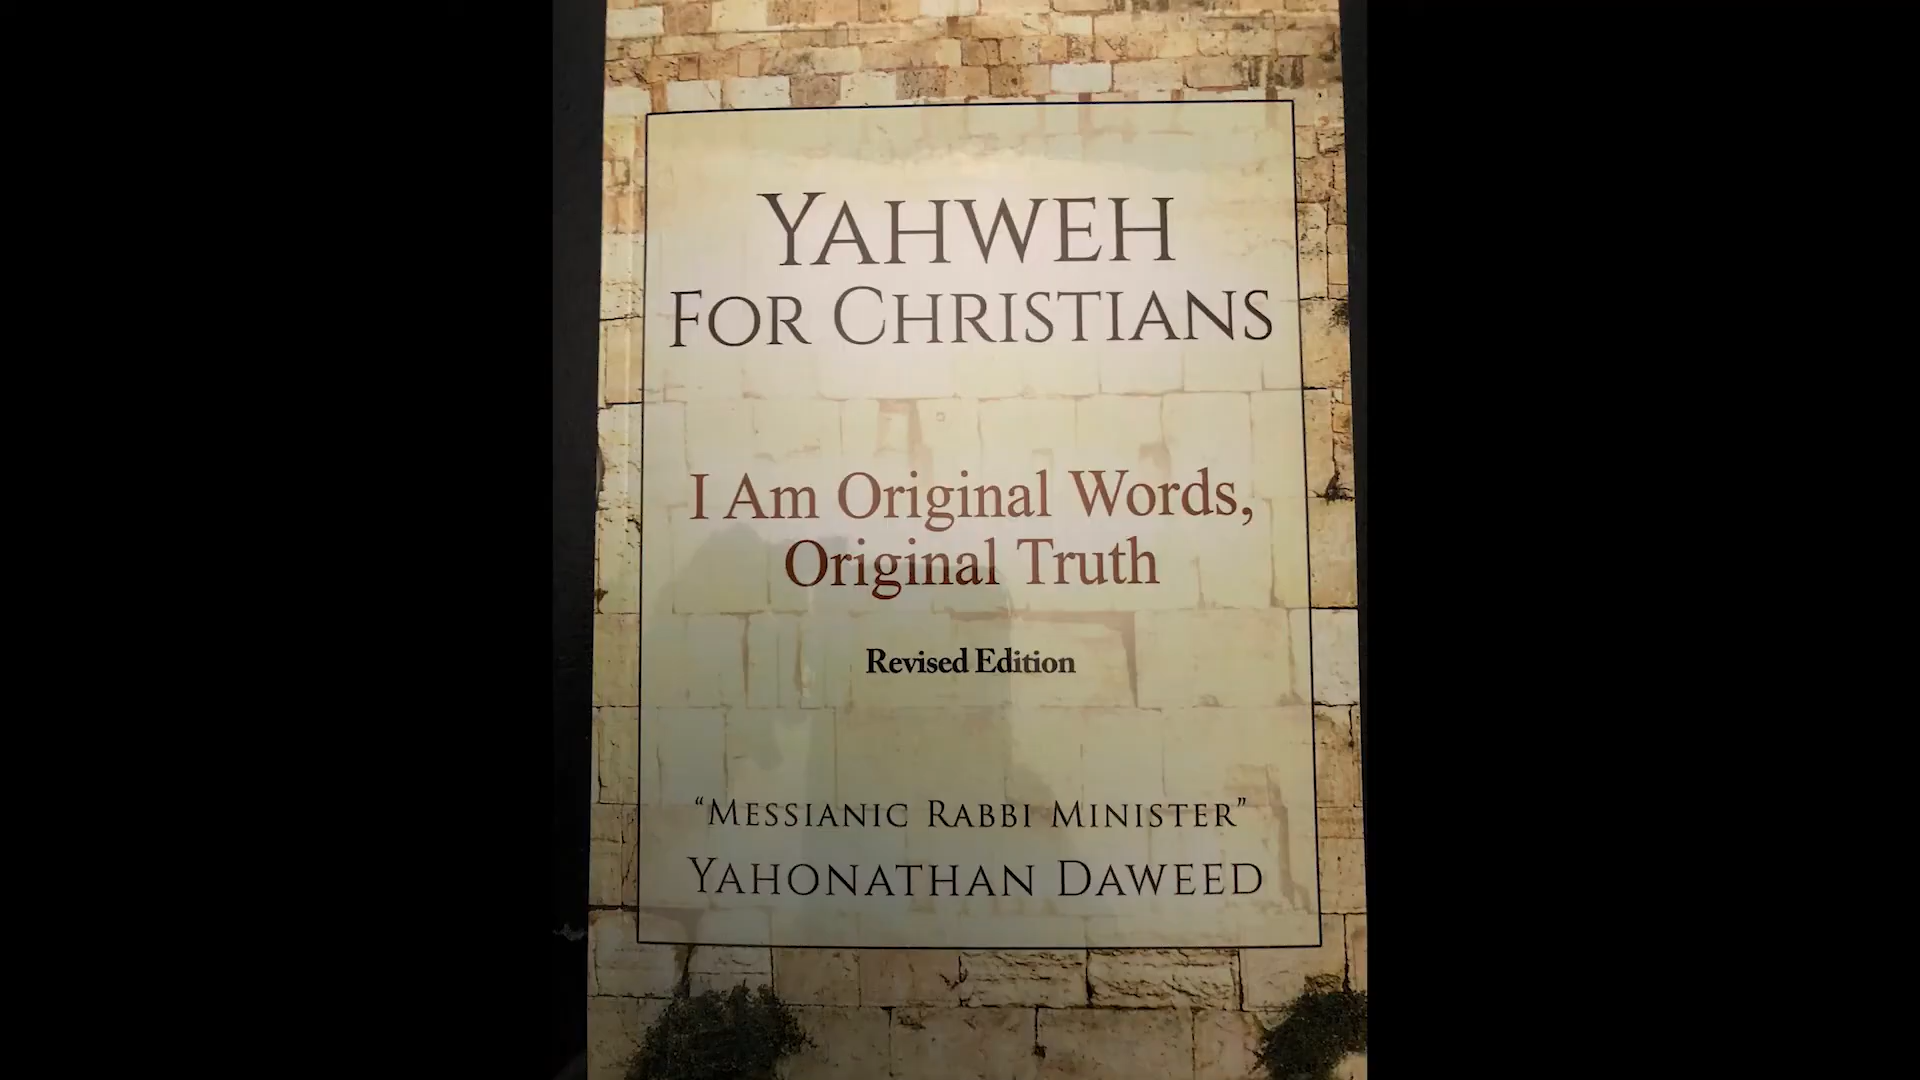 YAHWEH
FOR CHRISTIANS
I Am Original Words,
Original Truth
Revised Edition
“MESSIANIC RABBI MINISTER”
YAHONATHAN DAWEED